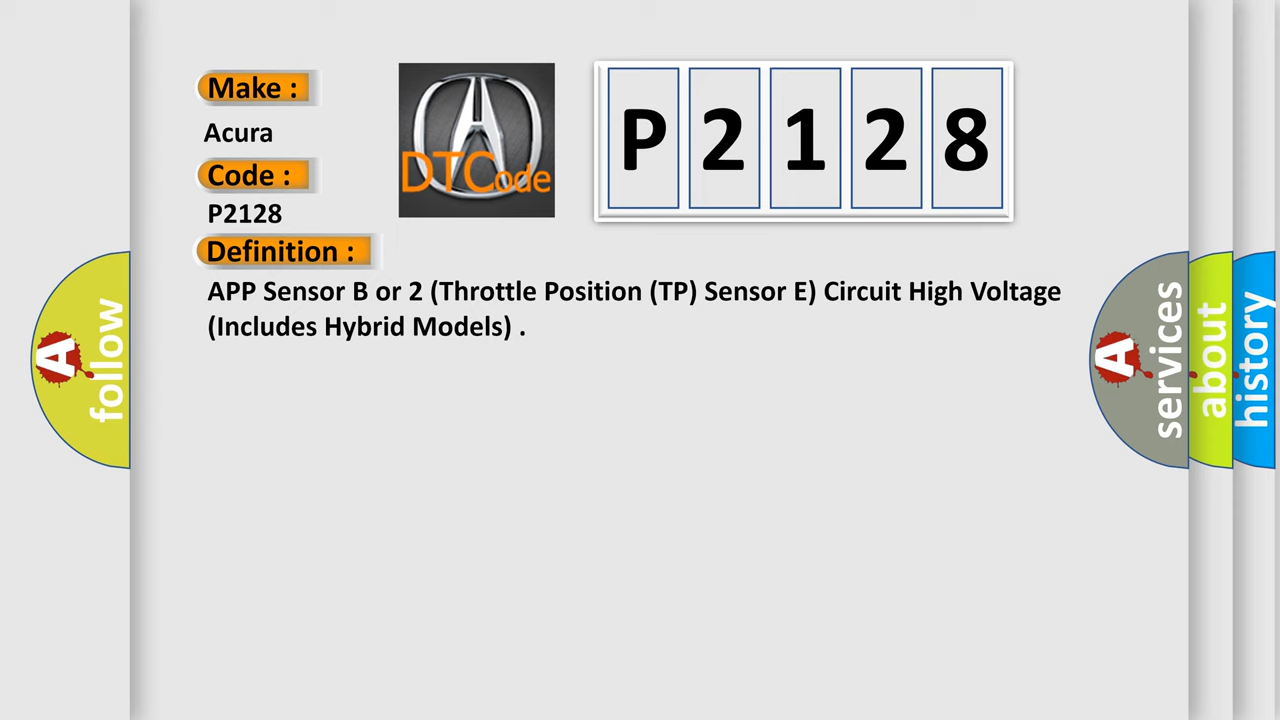 Make :
Acura
Code :
P2128
Definition :
APP Sensor B or 2 (Throttle Position (TP) Sensor E) Circuit High Voltage
(Includes Hybrid Models) .
DTCode
P 2 1 2 8
A follow
A services
about
history